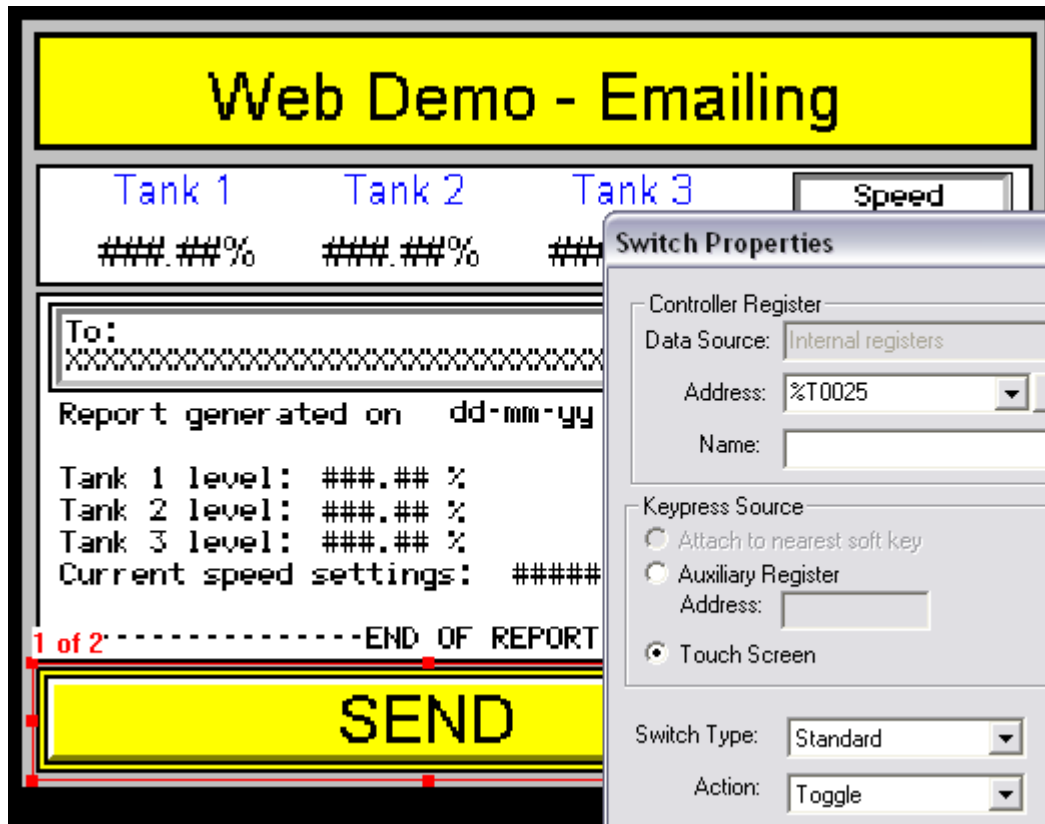 Web Demo - Emailing
Tank 1 Tank 2 Tank 3 Speed
###.##% ###.##% ###
To:
XXXXXXXXXXXXXXXXXXXXXXXXXXXXXXXXXXXX
Report generated on dd-mm-yy
Tank 1 level: ###.## %
Tank 2 level: ###.## %
Tank 3 level: ###.## %
Current speed settings: #####
1 of 2---------------END OF REPORT
SEND
Switch Properties
Controller Register
Data Source: Internal registers
Address: %T0025
Name:
Keypress Source
Attach to nearest soft key
Auxiliary Register
Address:
Touch Screen
Switch Type: Standard
Action: Toggle